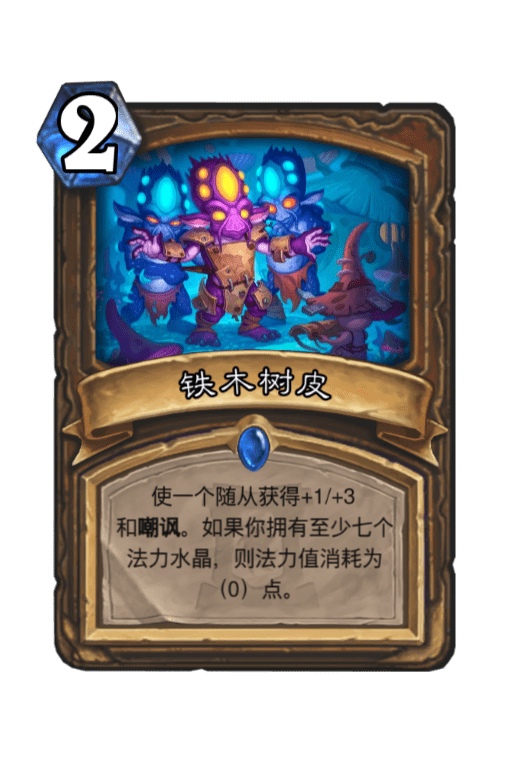 2
铁木树皮
使一个随从获得+1/+3
和嘲讽。如果你拥有至少七个
法力水晶，则法力值消耗为
（0）点。